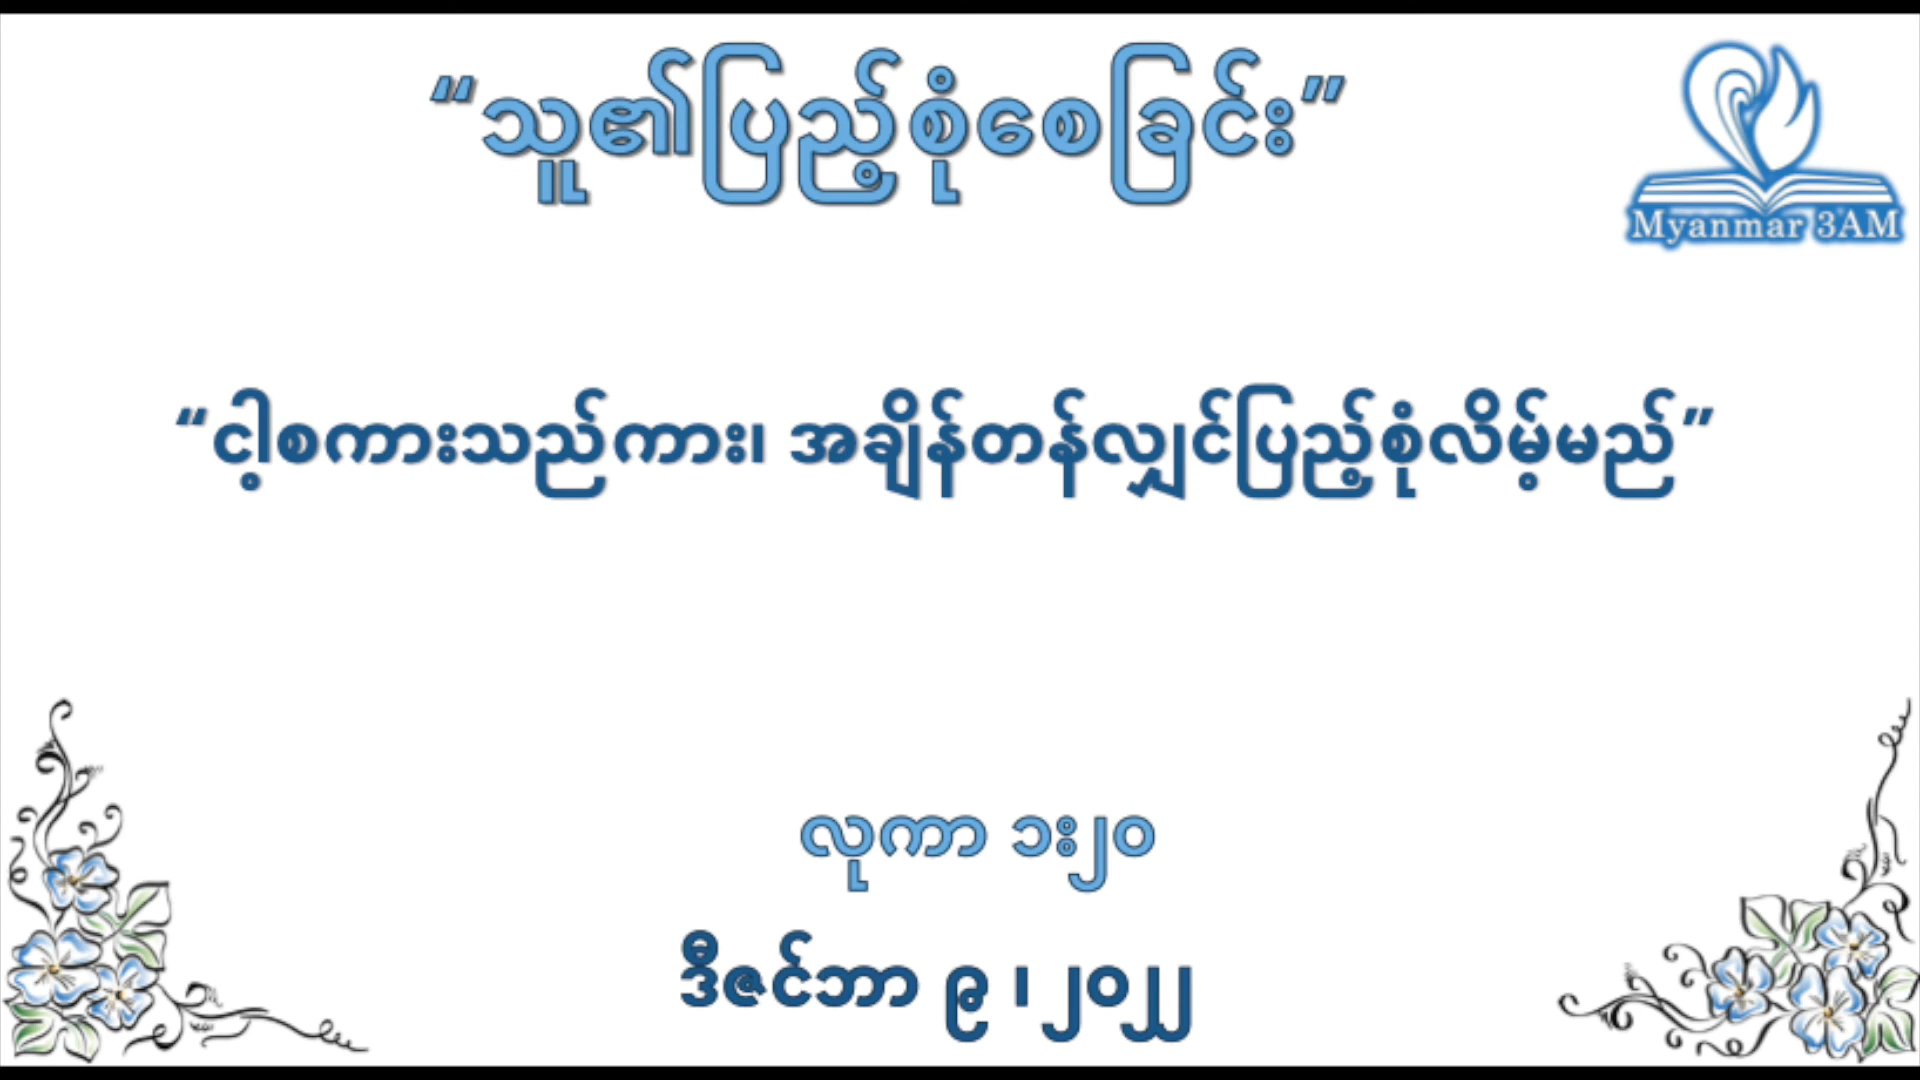 “သူ၏ပြည့်စုံစေခြင်း”
Myanmar 3AM
“ငါ့စကားသည်ကား၊ အချိန်တန်လျှင်ပြည့်စုံလိမ့်မည်”
လုကာ ၁း၂၀
ဒီဇင်ဘာ ၉ ၊၂၀၂၂